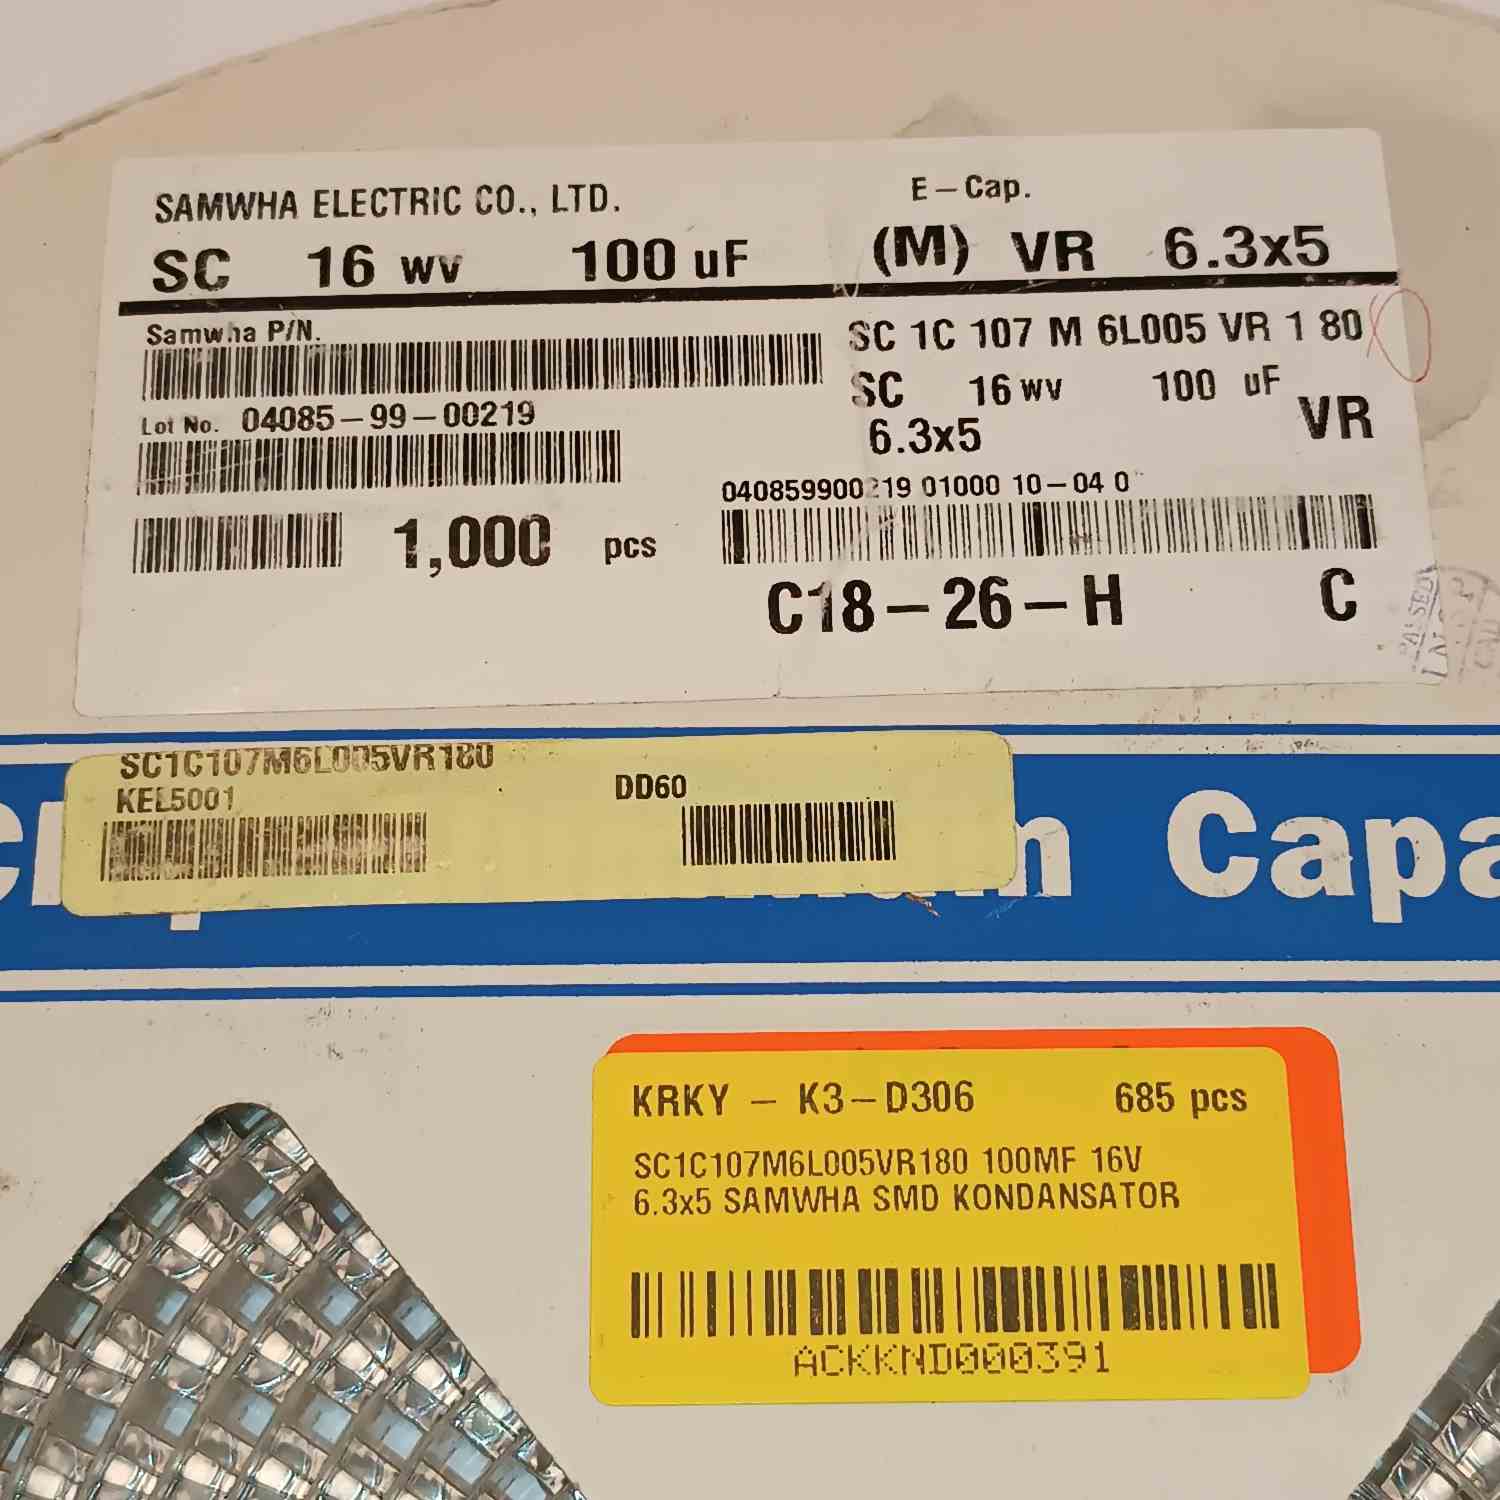 SAMWHA ELECTRIC CO., LTD.
E-Cap.
SC 16 WV 100 uF (M) VR 6.3x5
Samwha P/N.
SC 1C 107 M 6L005 VR 1 80
SC 16 WV 100 uF
6.3x5
VR
Lot No. 04085-99-00219
040859900219 01000 10-04 0
1,000 pcs
C18-26-H C
PASSED
SC1C107M6L005VR180
KEL5001
DD60
Capa
KRKY - K3-D306 685 pcs
SC1C107M6L005VR180 100MF 16V
6.3x5 SAMWHA SMD KONDANSATOR
ACKKND000391